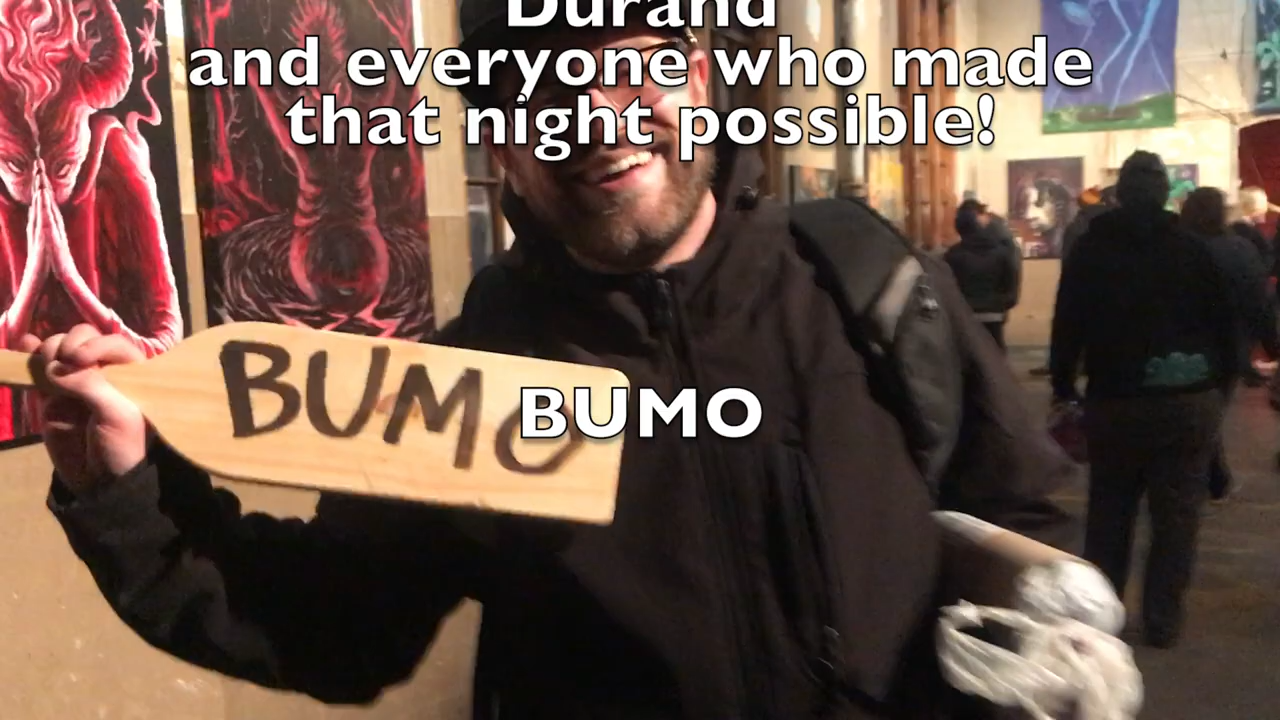 Durand
and everyone who made
that night possible!
BUMO
BUMO